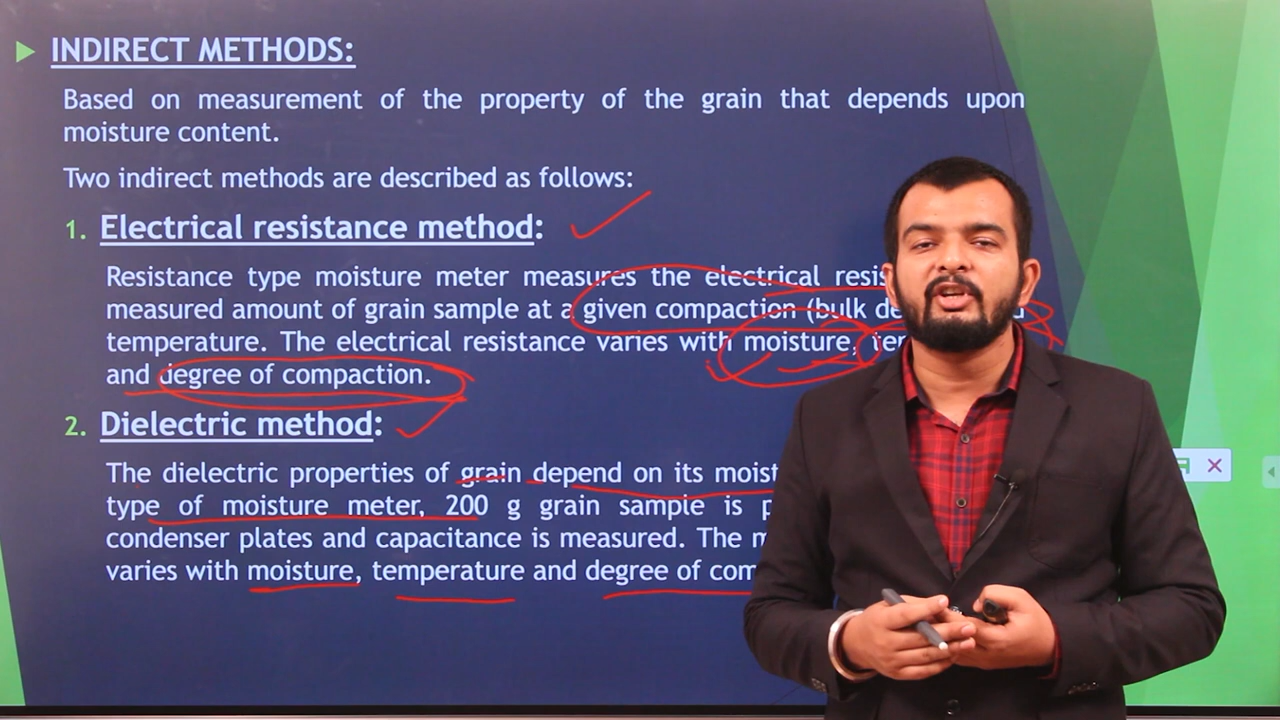 INDIRECT METHODS:
Based on measurement of the property of the grain that depends upon
moisture content.
Two indirect methods are described as follows:
1. Electrical resistance method:
Resistance type moisture meter measures the electrical
measured amount of grain sample at a given compaction (bulk
temperature. The electrical resistance varies with moisture,
and degree of compaction.
2. Dielectric method:
The dielectric properties of grain depend on its
type of moisture meter, 200 g grain sample is
condenser plates and capacitance is measured. The
varies with moisture, temperature and degree of